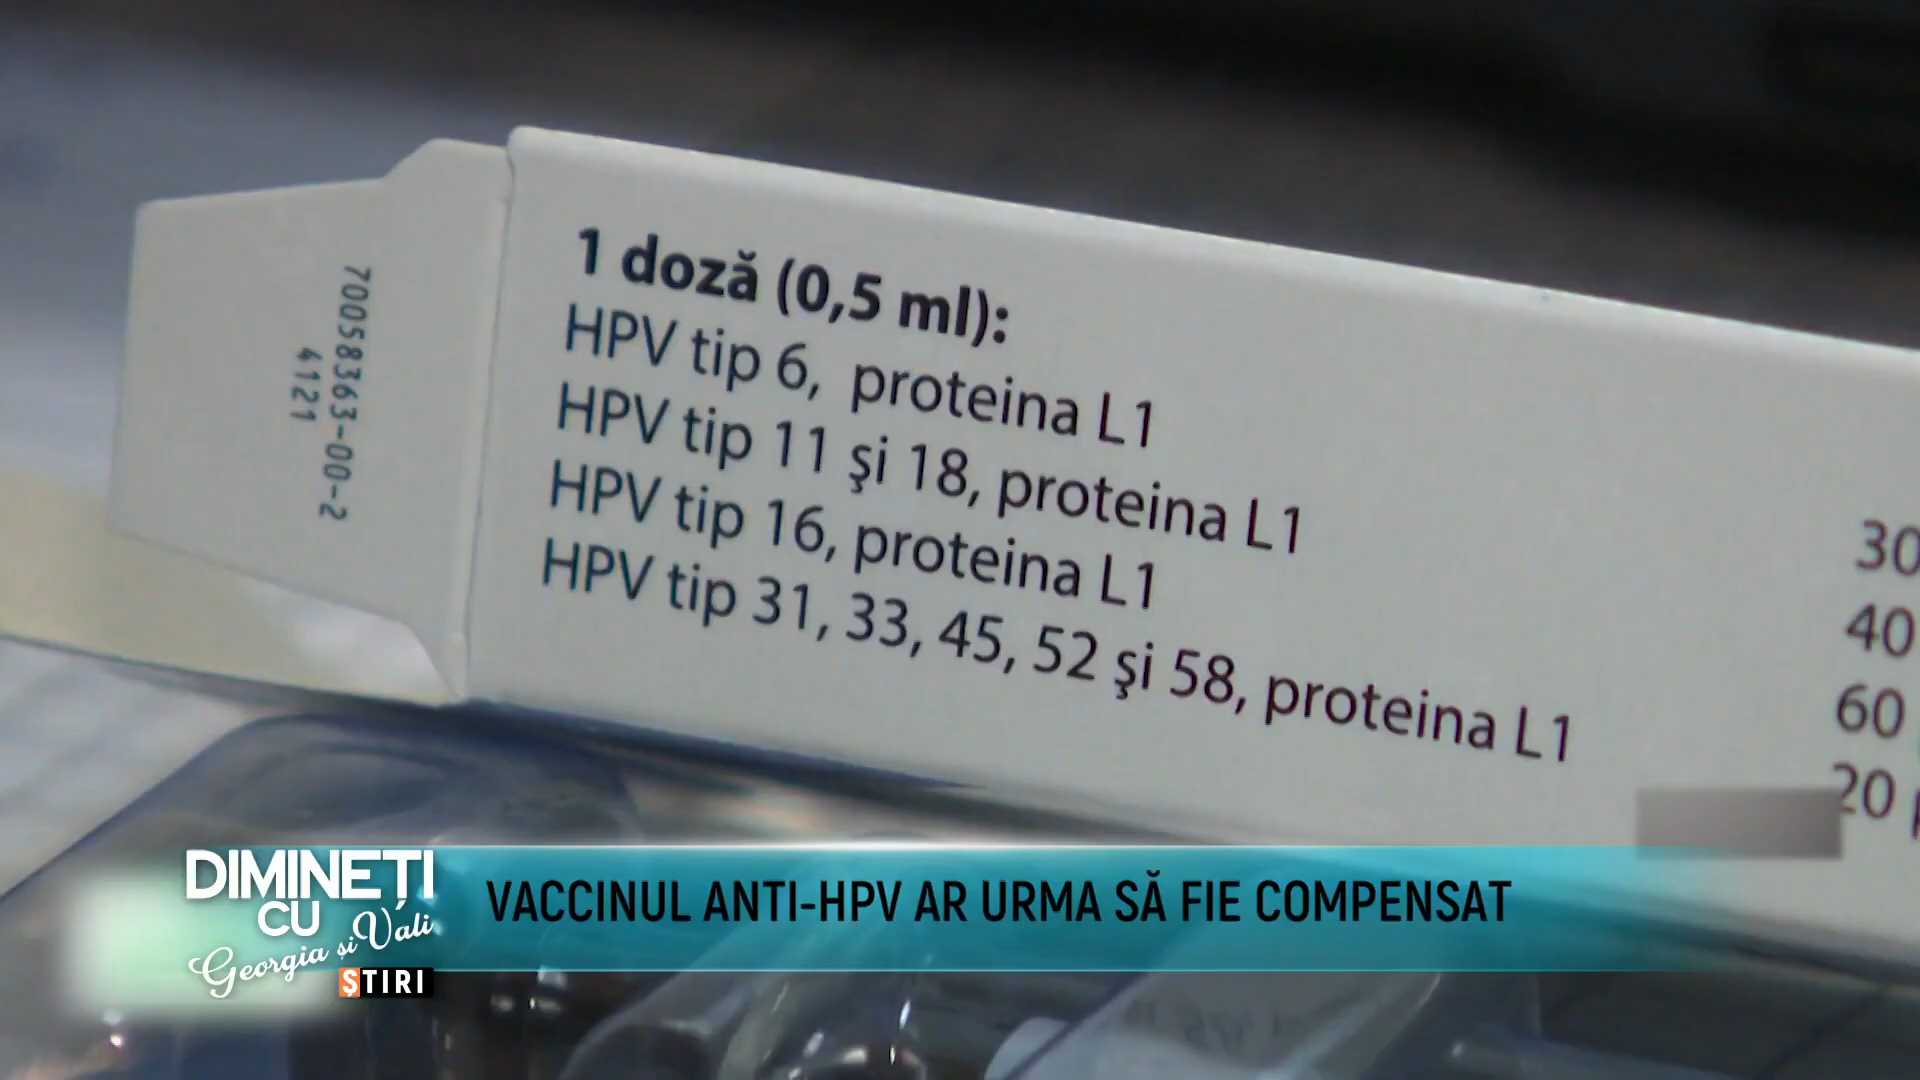 70058363-00-2
4121
1 doză (0,5 ml):
HPV tip 6, proteina L1
HPV tip 11 şi 18, proteina L1
HPV tip 16, proteina L1
HPV tip 31, 33, 45, 52 şi 58, proteina L1
30
40
60
20
DIMINEȚI
CU
Georgia și Vali
ȘTIRI
VACCINUL ANTI-HPV AR URMA SĂ FIE COMPENSAT